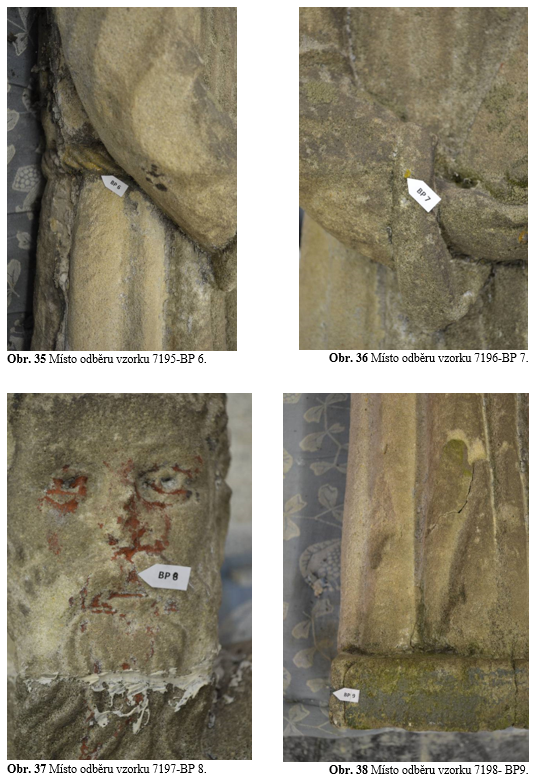 BP 6
BP 7
Obr. 35 Místo odběru vzorku 7195-BP 6.
Obr. 36 Místo odběru vzorku 7196-BP 7.
BP 8
BP 9
Obr. 37 Místo odběru vzorku 7197-BP 8.
Obr. 38 Místo odběru vzorku 7198- BP9.